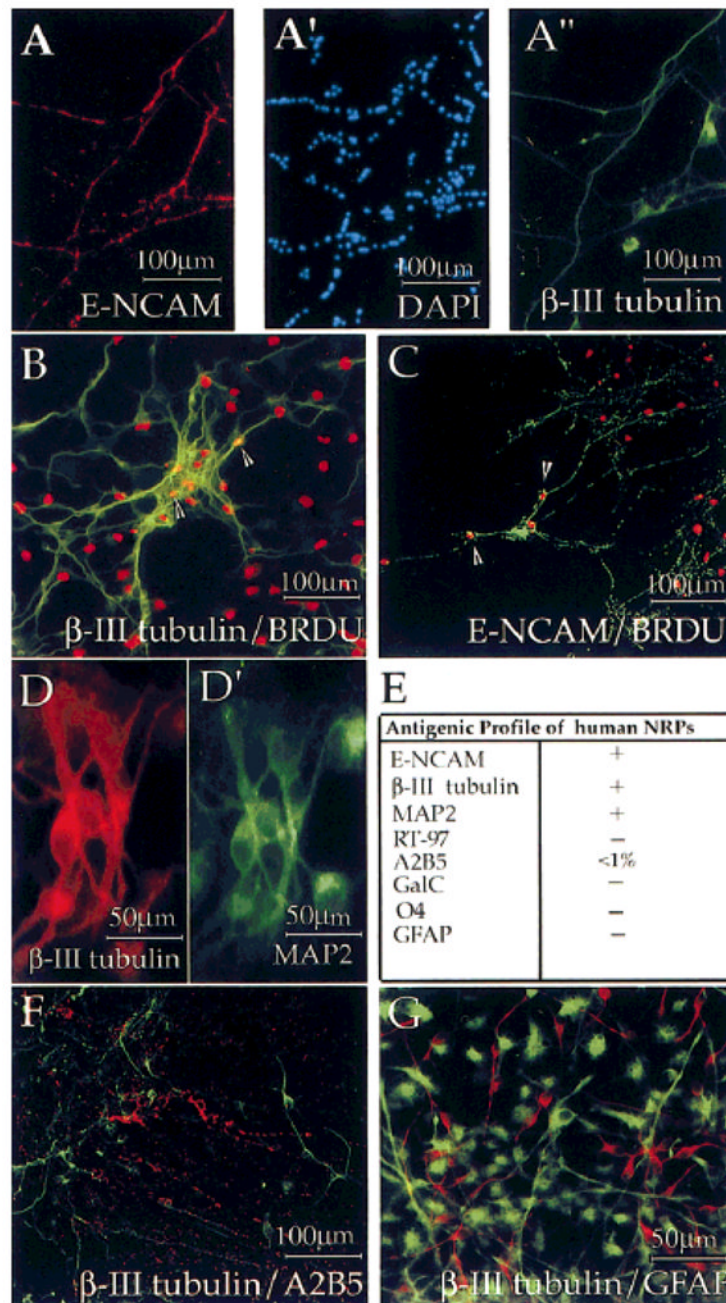 A
100μm
E-NCAM
A'
100μm
DAPI
A"
100μm
β-III tubulin
B
100μm
β-III tubulin/BRDU
C
100μm
E-NCAM/BRDU
D
50μm
β-III tubulin
D'
50μm
MAP2
E
Antigenic Profile of human NRPs
E-NCAM +
β-III tubulin +
MAP2 +
RT-97 −
A2B5 <1%
GalC −
O4 −
GFAP −
F
100μm
β-III tubulin/A2B5
G
50μm
β-III tubulin/GFAP